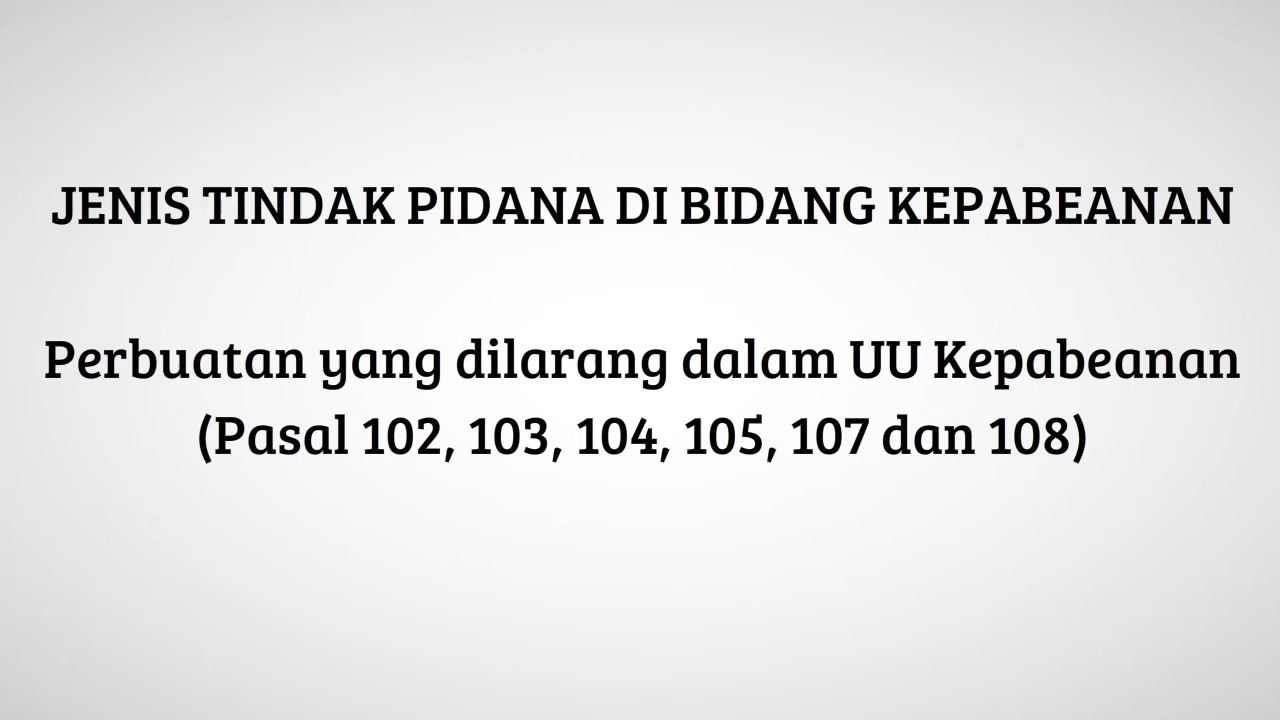 JENIS TINDAK PIDANA DI BIDANG KEPABEANAN
Perbuatan yang dilarang dalam UU Kepabeanan
(Pasal 102, 103, 104, 105, 107 dan 108)